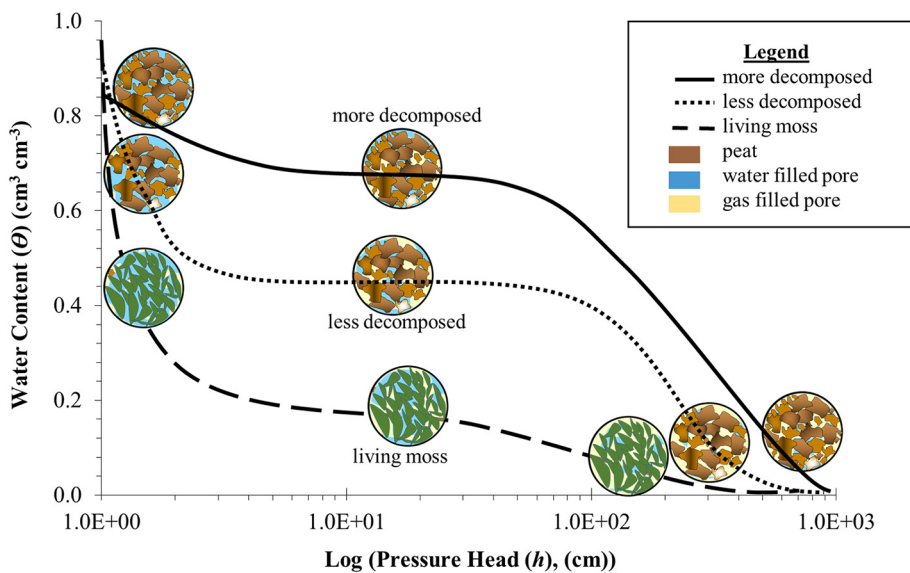 1.0
0.8
0.6
0.4
0.2
0.0
Water Content (Θ) (cm³ cm⁻³)
1.0E+00
1.0E+01
1.0E+02
1.0E+03
Log (Pressure Head (h), (cm))
more decomposed
less decomposed
living moss
Legend
more decomposed
less decomposed
living moss
peat
water filled pore
gas filled pore